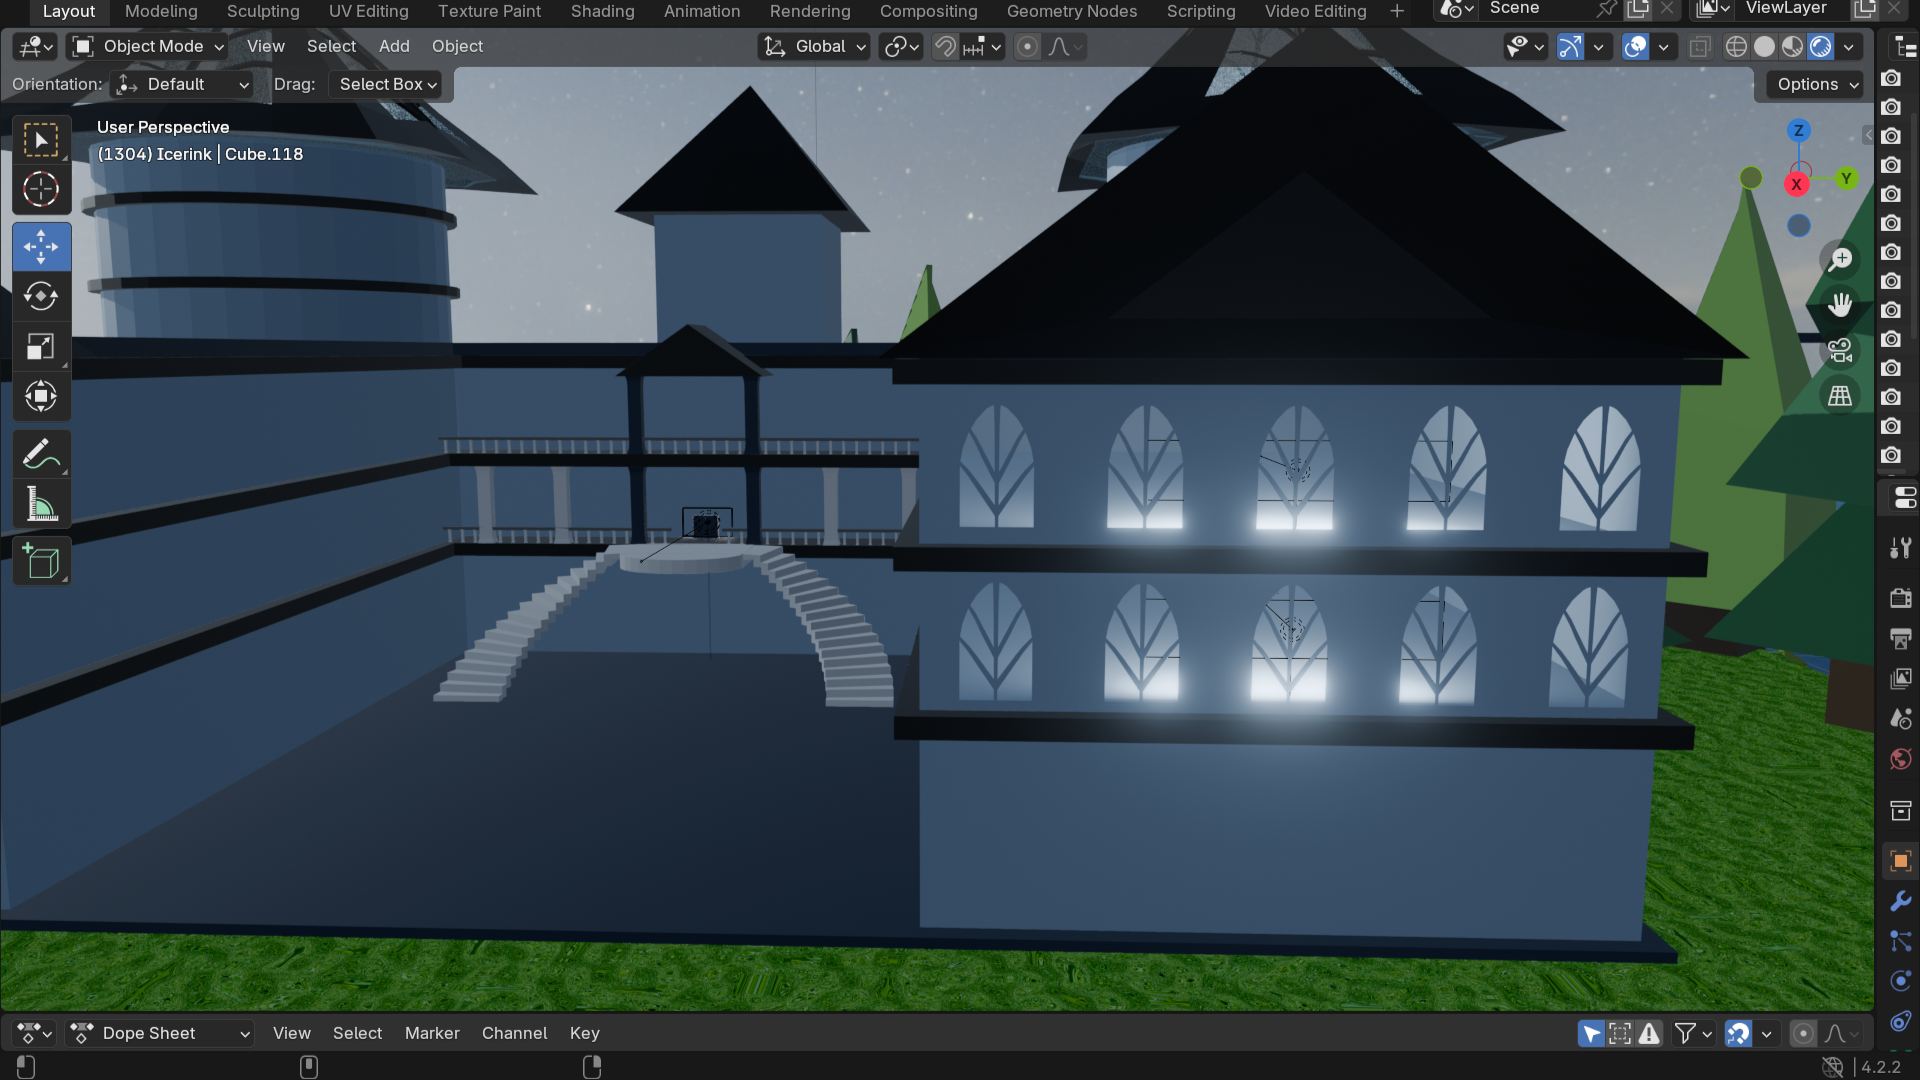 Layout Modeling Sculpting UV Editing Texture Paint Shading Animation Rendering Compositing Geometry Nodes Scripting Video Editing + Scene ViewLayer
Object Mode View Select Add Object Global
Orientation: Default Drag: Select Box Options
User Perspective
(1304) Icerink | Cube.118
Z
Y
X
Dope Sheet View Select Marker Channel Key
4.2.2